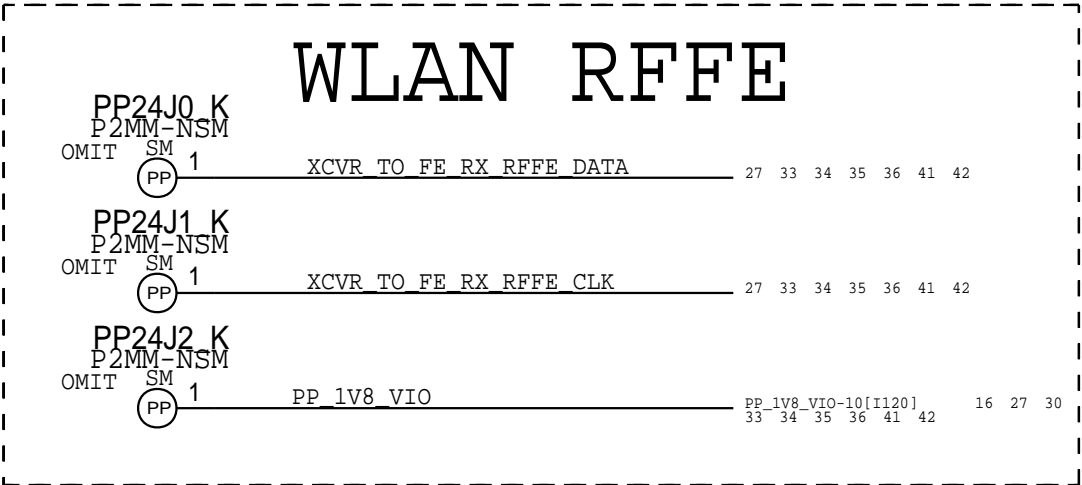 WLAN RFFE
PP24J0_K
P2MM-NSM
OMIT SM
PP 1 XCVR_TO_FE_RX_RFFE_DATA 27 33 34 35 36 41 42
PP24J1_K
P2MM-NSM
OMIT SM
PP 1 XCVR_TO_FE_RX_RFFE_CLK 27 33 34 35 36 41 42
PP24J2_K
P2MM-NSM
OMIT SM
PP 1 PP_1V8_VIO PP_1V8_VIO-10[I120] 16 27 30
33 34 35 36 41 42